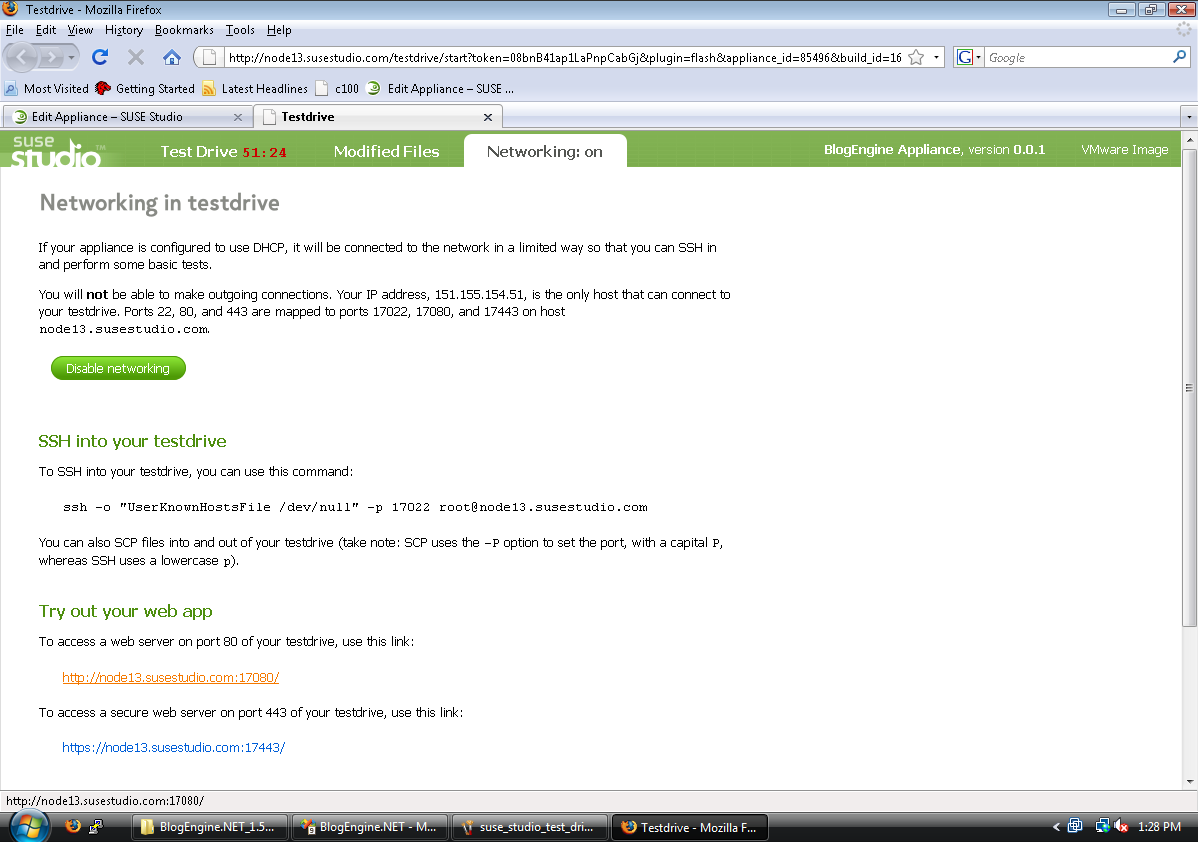 Testdrive - Mozilla Firefox
File Edit View History Bookmarks Tools Help
http://node13.susestudio.com/testdrive/start?token=08bnB41ap1LaPnpCabGj&plugin=flash&appliance_id=85496&build_id=16
G Google
Most Visited Getting Started Latest Headlines c100 Edit Appliance – SUSE ...
Edit Appliance – SUSE Studio Testdrive
suse studio™ Test Drive 51:24 Modified Files Networking: on BlogEngine Appliance, version 0.0.1 VMware Image
Networking in testdrive
If your appliance is configured to use DHCP, it will be connected to the network in a limited way so that you can SSH in
and perform some basic tests.
You will not be able to make outgoing connections. Your IP address, 151.155.154.51, is the only host that can connect to
your testdrive. Ports 22, 80, and 443 are mapped to ports 17022, 17080, and 17443 on host
node13.susestudio.com.
Disable networking
SSH into your testdrive
To SSH into your testdrive, you can use this command:
ssh -o "UserKnownHostsFile /dev/null" -p 17022 root@node13.susestudio.com
You can also SCP files into and out of your testdrive (take note: SCP uses the -P option to set the port, with a capital P,
whereas SSH uses a lowercase p).
Try out your web app
To access a web server on port 80 of your testdrive, use this link:
http://node13.susestudio.com:17080/
To access a secure web server on port 443 of your testdrive, use this link:
https://node13.susestudio.com:17443/
http://node13.susestudio.com:17080/
BlogEngine.NET_1.5... BlogEngine.NET - M... suse_studio_test_dri... Testdrive - Mozilla F... 1:28 PM